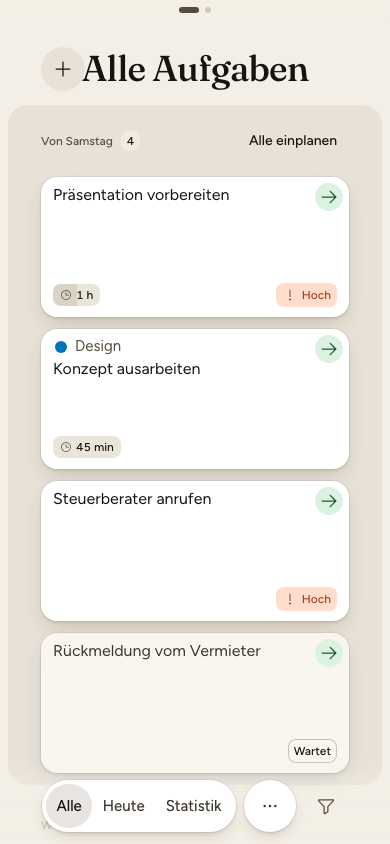 Alle Aufgaben
Von Samstag 4
Alle einplanen
Präsentation vorbereiten
1 h
! Hoch
Design
Konzept ausarbeiten
45 min
Steuerberater anrufen
! Hoch
Rückmeldung vom Vermieter
Wartet
Alle Heute Statistik